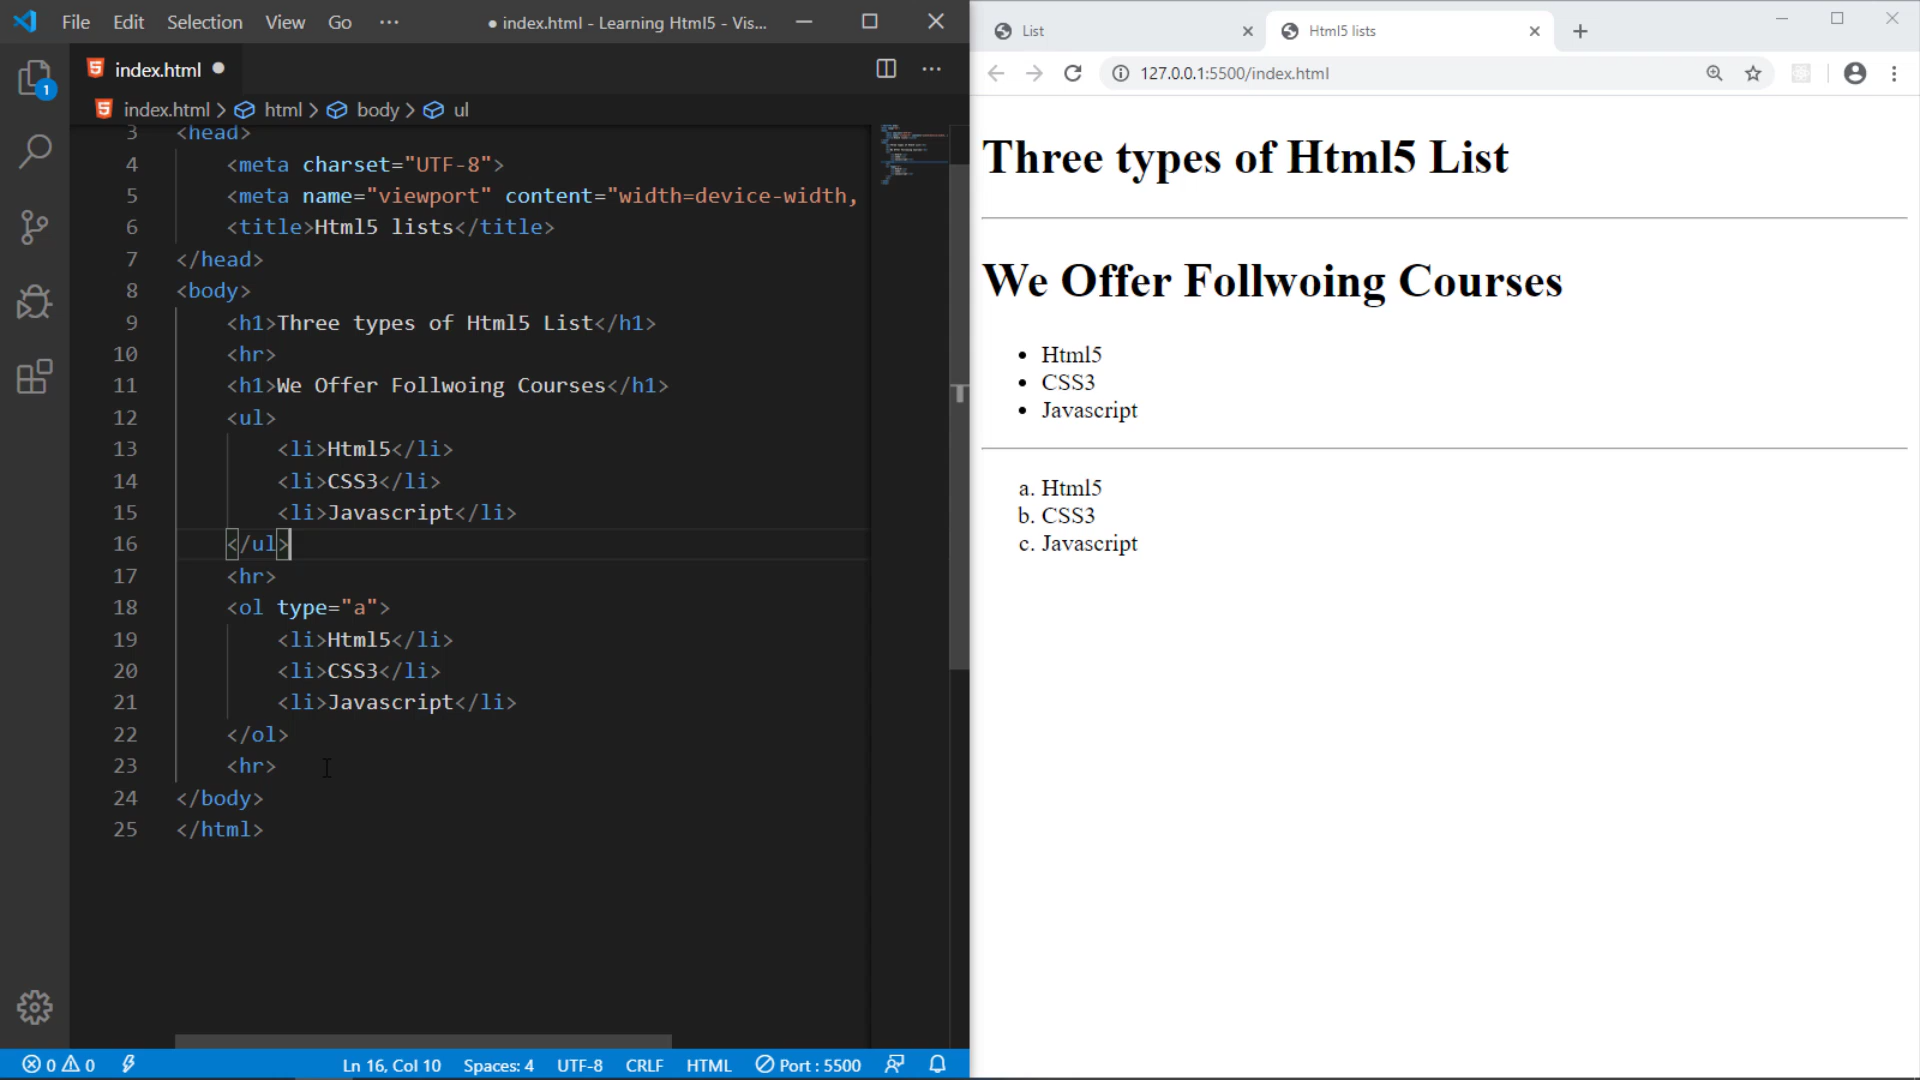 File Edit Selection View Go ··· ● index.html - Learning Html5 - Vis...
index.html ●
1
index.html > html > body > ul
3 <head>
4 <meta charset="UTF-8">
5 <meta name="viewport" content="width=device-width,
6 <title>Html5 lists</title>
7 </head>
8 <body>
9 <h1>Three types of Html5 List</h1>
10 <hr>
11 <h1>We Offer Follwoing Courses</h1>
12 <ul>
13 <li>Html5</li>
14 <li>CSS3</li>
15 <li>Javascript</li>
16 </ul>
17 <hr>
18 <ol type="a">
19 <li>Html5</li>
20 <li>CSS3</li>
21 <li>Javascript</li>
22 </ol>
23 <hr>
24 </body>
25 </html>
0 0 Ln 16, Col 10 Spaces: 4 UTF-8 CRLF HTML Port : 5500
List Html5 lists
127.0.0.1:5500/index.html
Three types of Html5 List
We Offer Follwoing Courses
• Html5
• CSS3
• Javascript
a. Html5
b. CSS3
c. Javascript